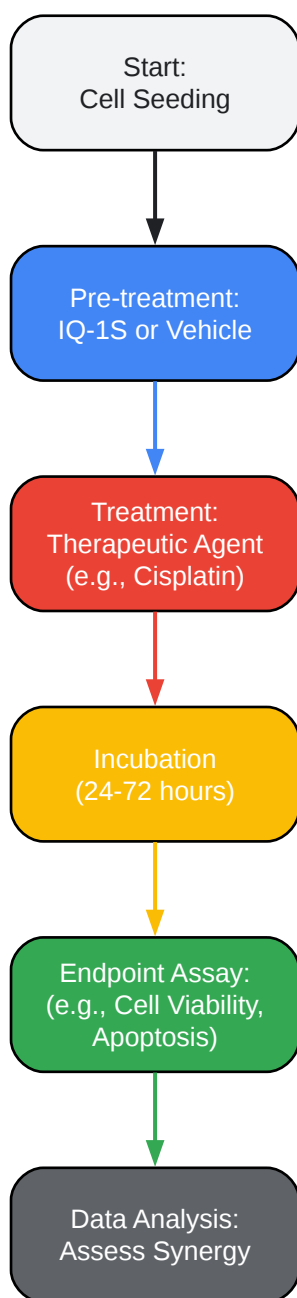 Start:
Cell Seeding
Pre-treatment:
IQ-1S or Vehicle
Treatment:
Therapeutic Agent
(e.g., Cisplatin)
Incubation
(24-72 hours)
Endpoint Assay:
(e.g., Cell Viability,
Apoptosis)
Data Analysis:
Assess Synergy